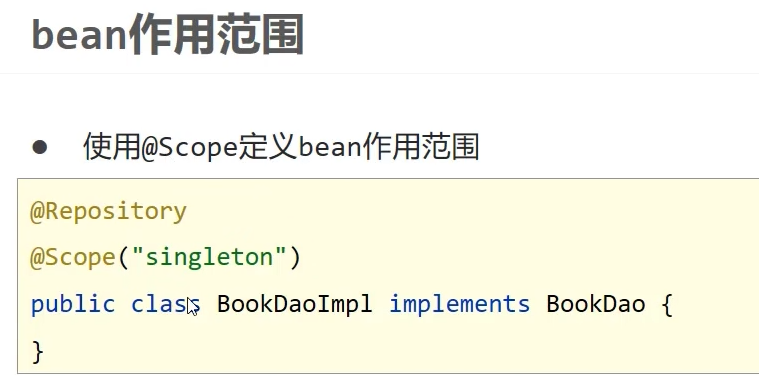 bean作用范围
● 使用@Scope定义bean作用范围
@Repository
@Scope("singleton")
public class BookDaoImpl implements BookDao {
}